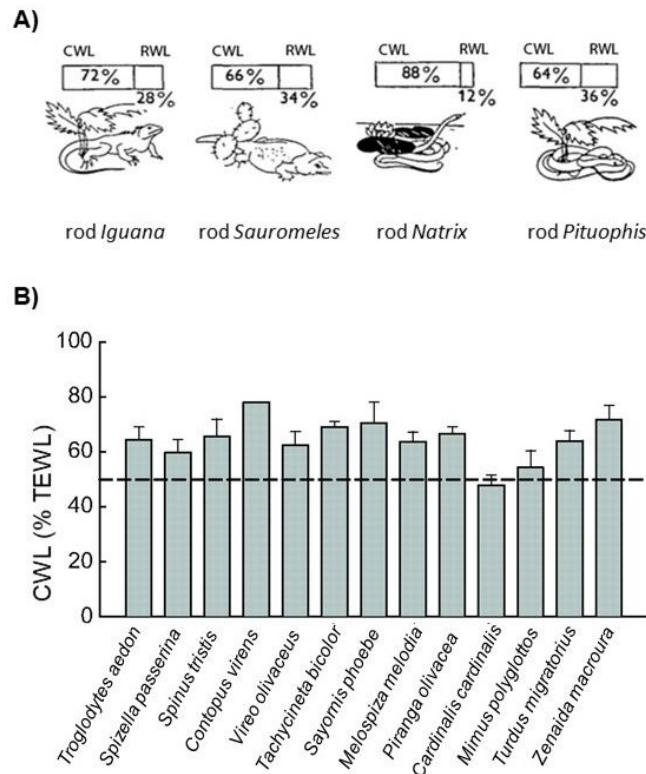 A)
CWL RWL CWL RWL CWL RWL CWL RWL
72% 66% 88% 64%
28% 34% 12% 36%
rod Iguana rod Sauromeles rod Natrix rod Pituophis
B)
CWL (% TEWL)
100
80
60
40
20
0
Troglodytes aedon
Spizella passerina
Spinus tristis
Contopus virens
Vireo olivaceus
Tachycineta bicolor
Sayornis phoebe
Melospiza melodia
Piranga olivacea
Cardinalis cardinalis
Mimus polyglottos
Turdus migratorius
Zenaida macroura